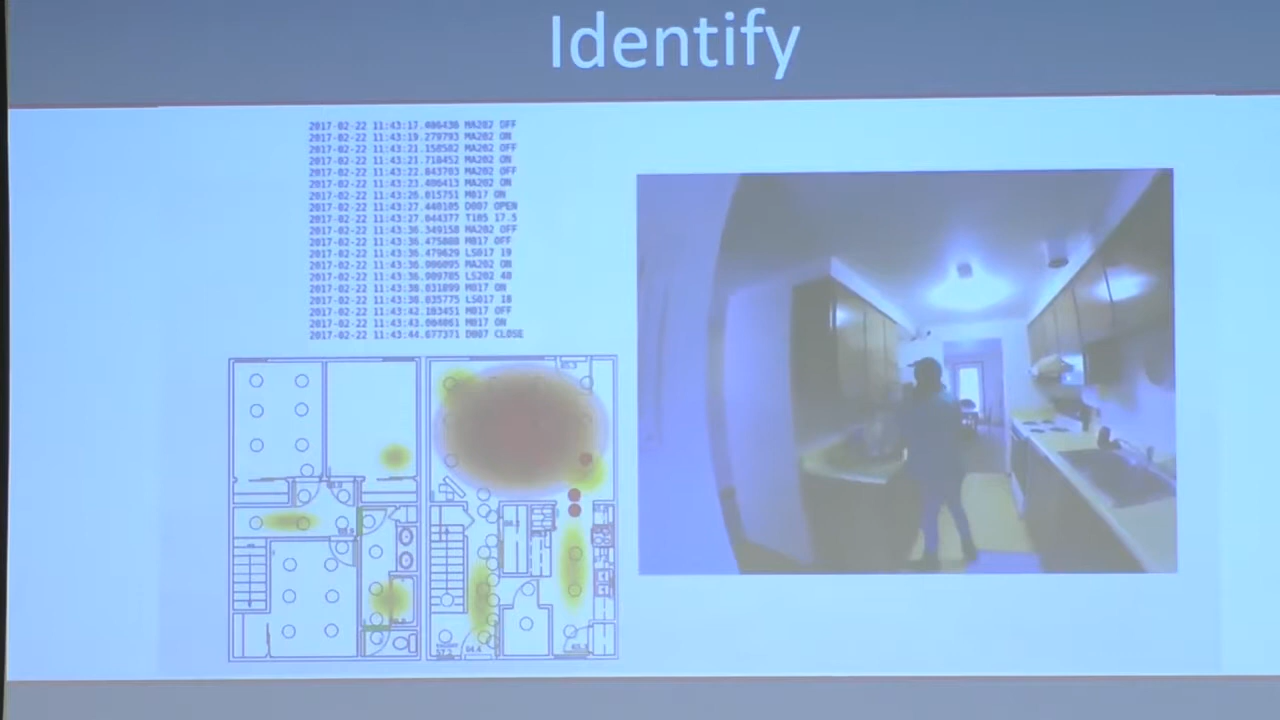 Identify
2017-02-22 11:43:17.406436 MA202 OFF
2017-02-22 11:43:19.279793 MA202 ON
2017-02-22 11:43:21.150502 MA202 OFF
2017-02-22 11:43:21.718452 MA202 ON
2017-02-22 11:43:22.843703 MA202 OFF
2017-02-22 11:43:23.406413 MA202 ON
2017-02-22 11:43:26.015751 M017 ON
2017-02-22 11:43:27.440105 D007 OPEN
2017-02-22 11:43:27.044377 T105 17.5
2017-02-22 11:43:36.349158 MA202 OFF
2017-02-22 11:43:36.475888 M017 OFF
2017-02-22 11:43:36.479629 LS017 19
2017-02-22 11:43:36.906095 MA202 ON
2017-02-22 11:43:36.909785 LS202 40
2017-02-22 11:43:38.031899 M017 ON
2017-02-22 11:43:38.035775 LS017 18
2017-02-22 11:43:42.183451 M017 OFF
2017-02-22 11:43:43.004061 M017 ON
2017-02-22 11:43:44.677371 D007 CLOSE